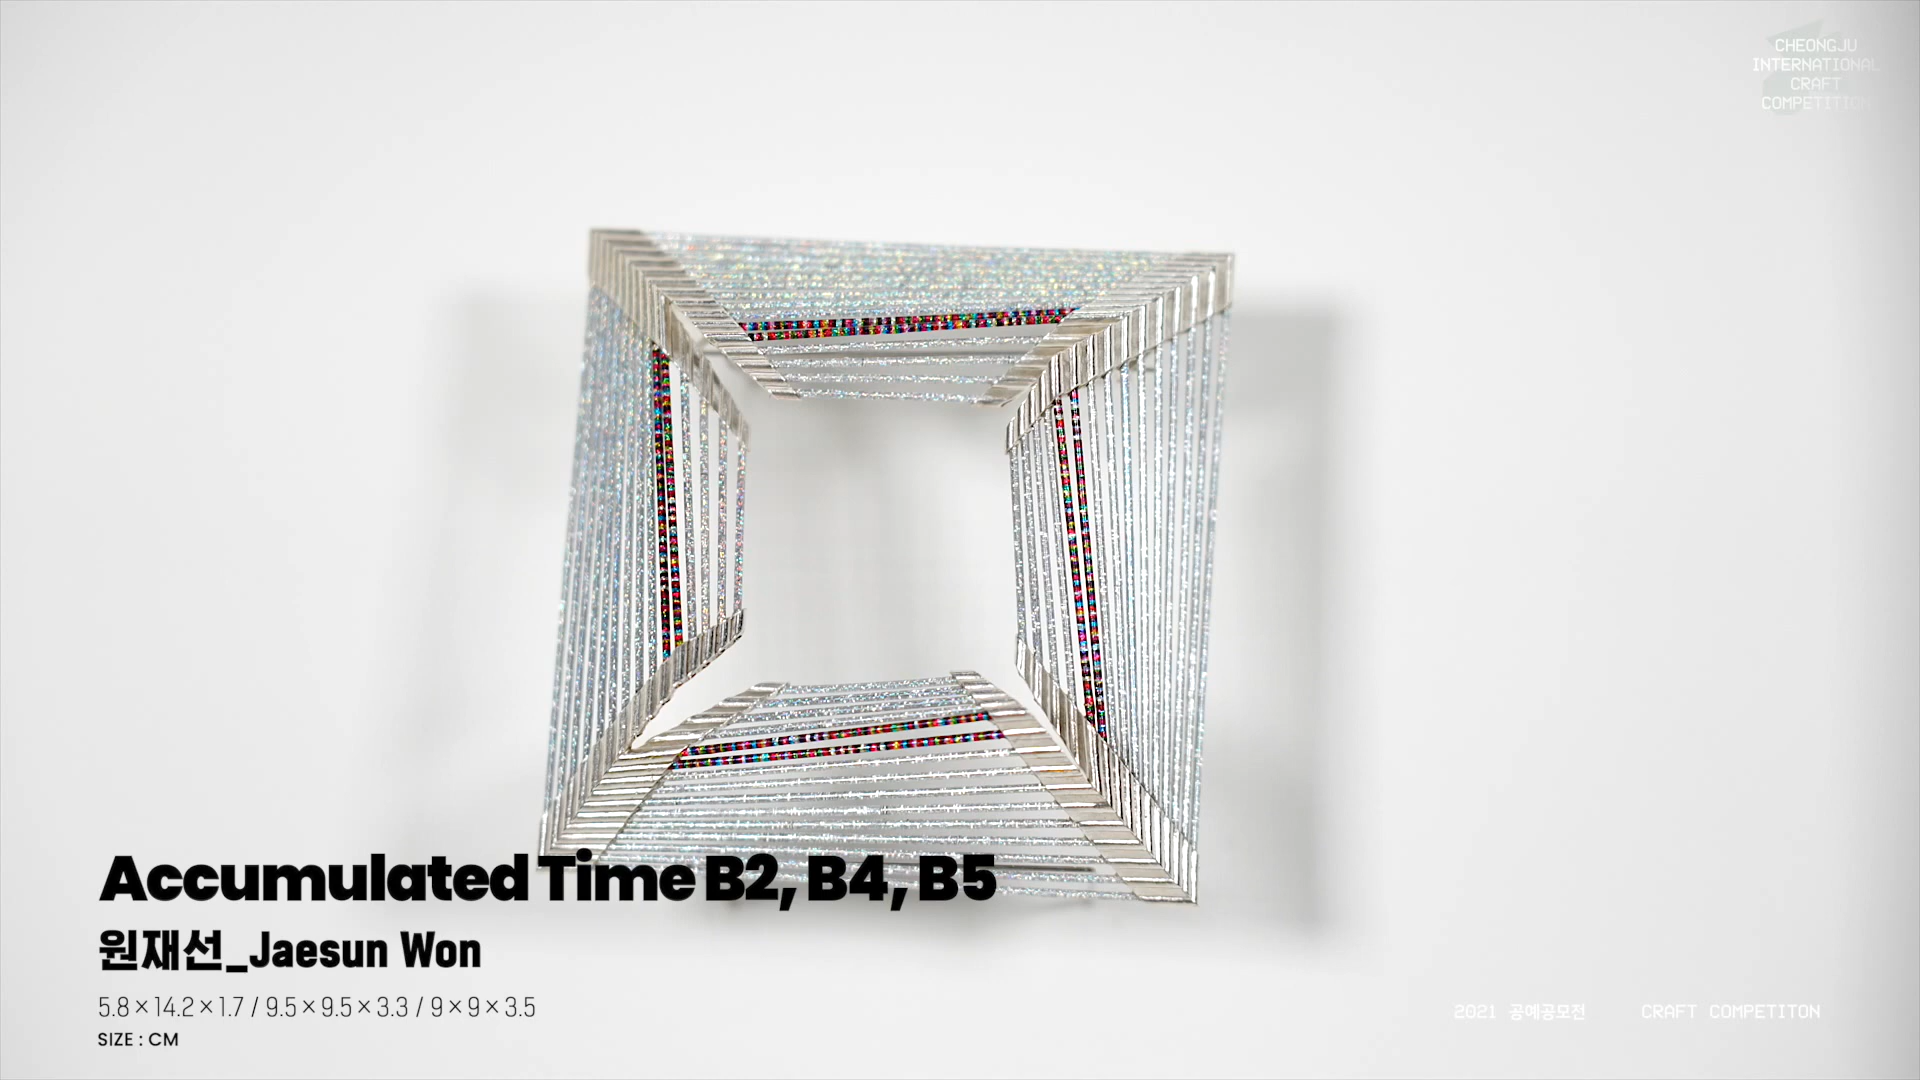 CHEONGJU
INTERNATIONAL
CRAFT
COMPETITION
Accumulated Time B2, B4, B5
원재선_Jaesun Won
5.8×14.2×1.7 / 9.5×9.5×3.3 / 9×9×3.5
SIZE : CM
2021 공예공모전 CRAFT COMPETITON